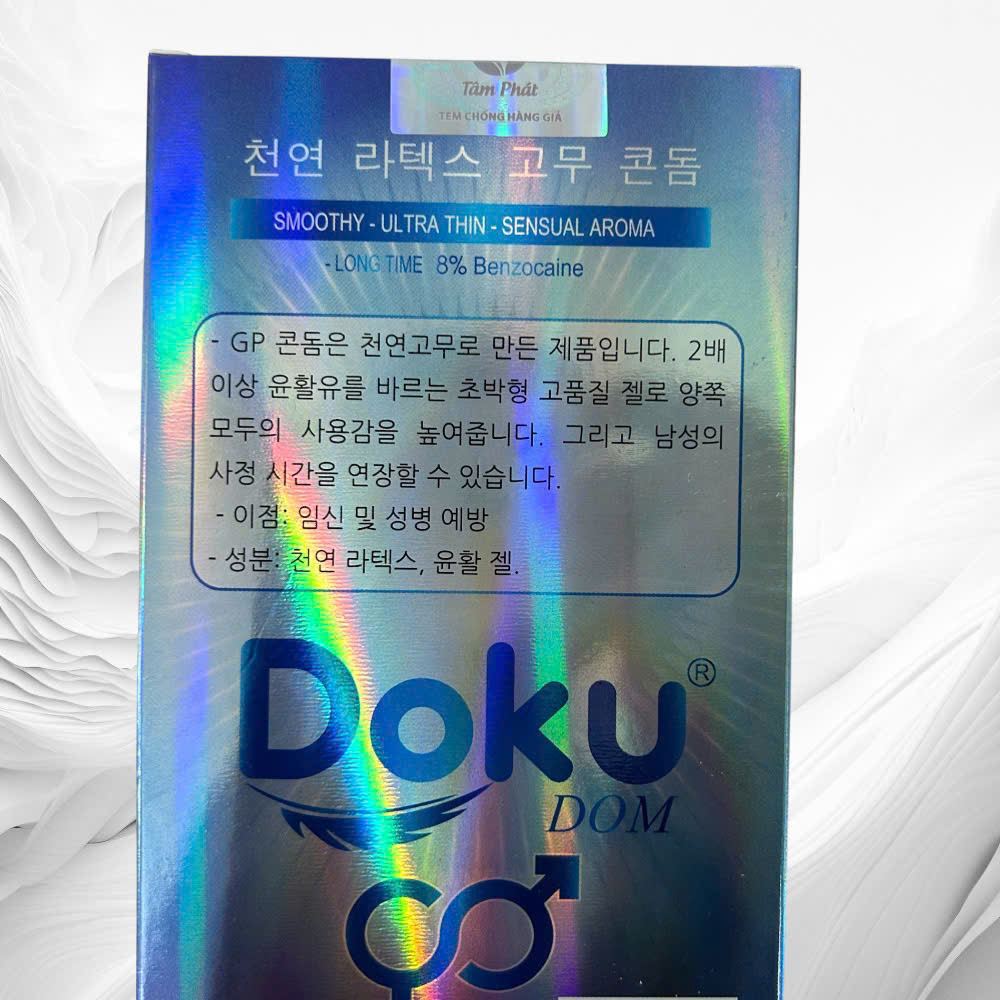 Tâm Phát
TEM CHỐNG HÀNG GIẢ
천연 라텍스 고무 콘돔
SMOOTHY - ULTRA THIN - SENSUAL AROMA
- LONG TIME 8% Benzocaine
- GP 콘돔은 천연고무로 만든 제품입니다. 2배
이상 윤활유를 바르는 초박형 고품질 젤로 양쪽
모두의 사용감을 높여줍니다. 그리고 남성의
사정 시간을 연장할 수 있습니다.
- 이점: 임신 및 성병 예방
- 성분: 천연 라텍스, 윤활 젤.
Doku®
DOM